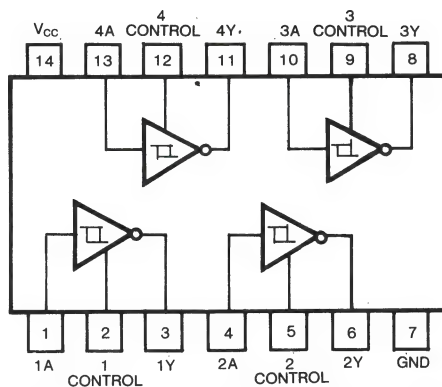 4 3
V_CC 4A CONTROL 4Y. 3A CONTROL 3Y
14 13 12 11 10 9 8
1 2 3 4 5 6 7
1A 1 1Y 2A 2 2Y GND
CONTROL CONTROL